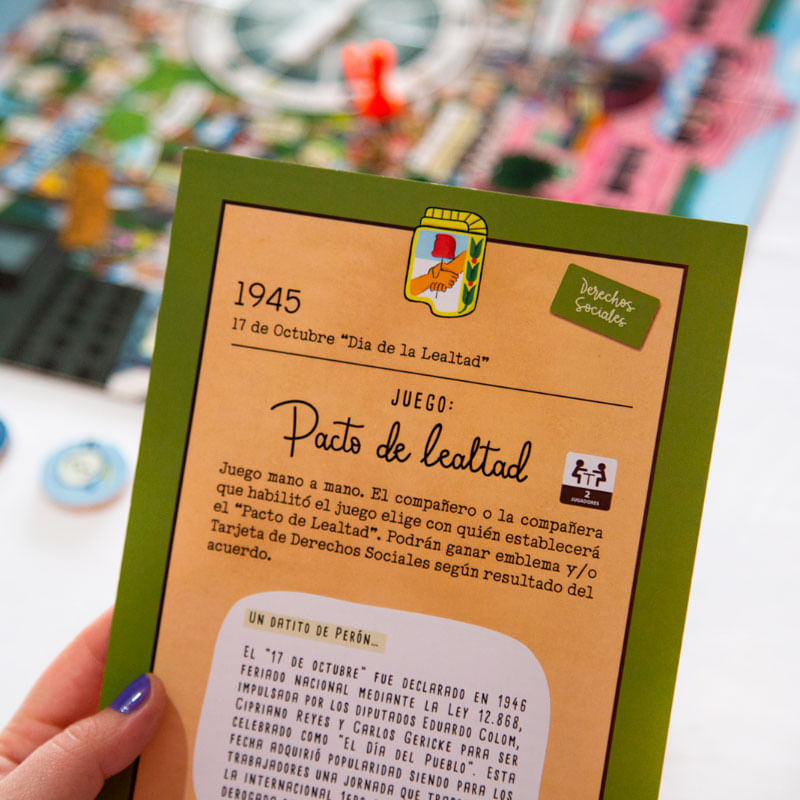 1945
17 de Octubre “Dia de la Lealtad”
Derechos
Sociales
JUEGO:
Pacto de lealtad
Juego mano a mano. El compañero o la compañera
que habilitó el juego elige con quién establecerá
el “Pacto de Lealtad”. Podrán ganar emblema y/o
Tarjeta de Derechos Sociales según resultado del
acuerdo.
2
JUGADORES
UN DATITO DE PERÓN...
EL "17 DE OCTUBRE" FUE DECLARADO EN 1946
FERIADO NACIONAL MEDIANTE LA LEY 12.868,
IMPULSADA POR LOS DIPUTADOS EDUARDO COLOM,
CIPRIANO REYES Y CARLOS GERICKE PARA SER
CELEBRADO COMO "EL DÍA DEL PUEBLO". ESTA
FECHA ADQUIRIÓ POPULARIDAD SIENDO PARA LOS
TRABAJADORES UNA JORNADA QUE
LA INTERNACIONAL